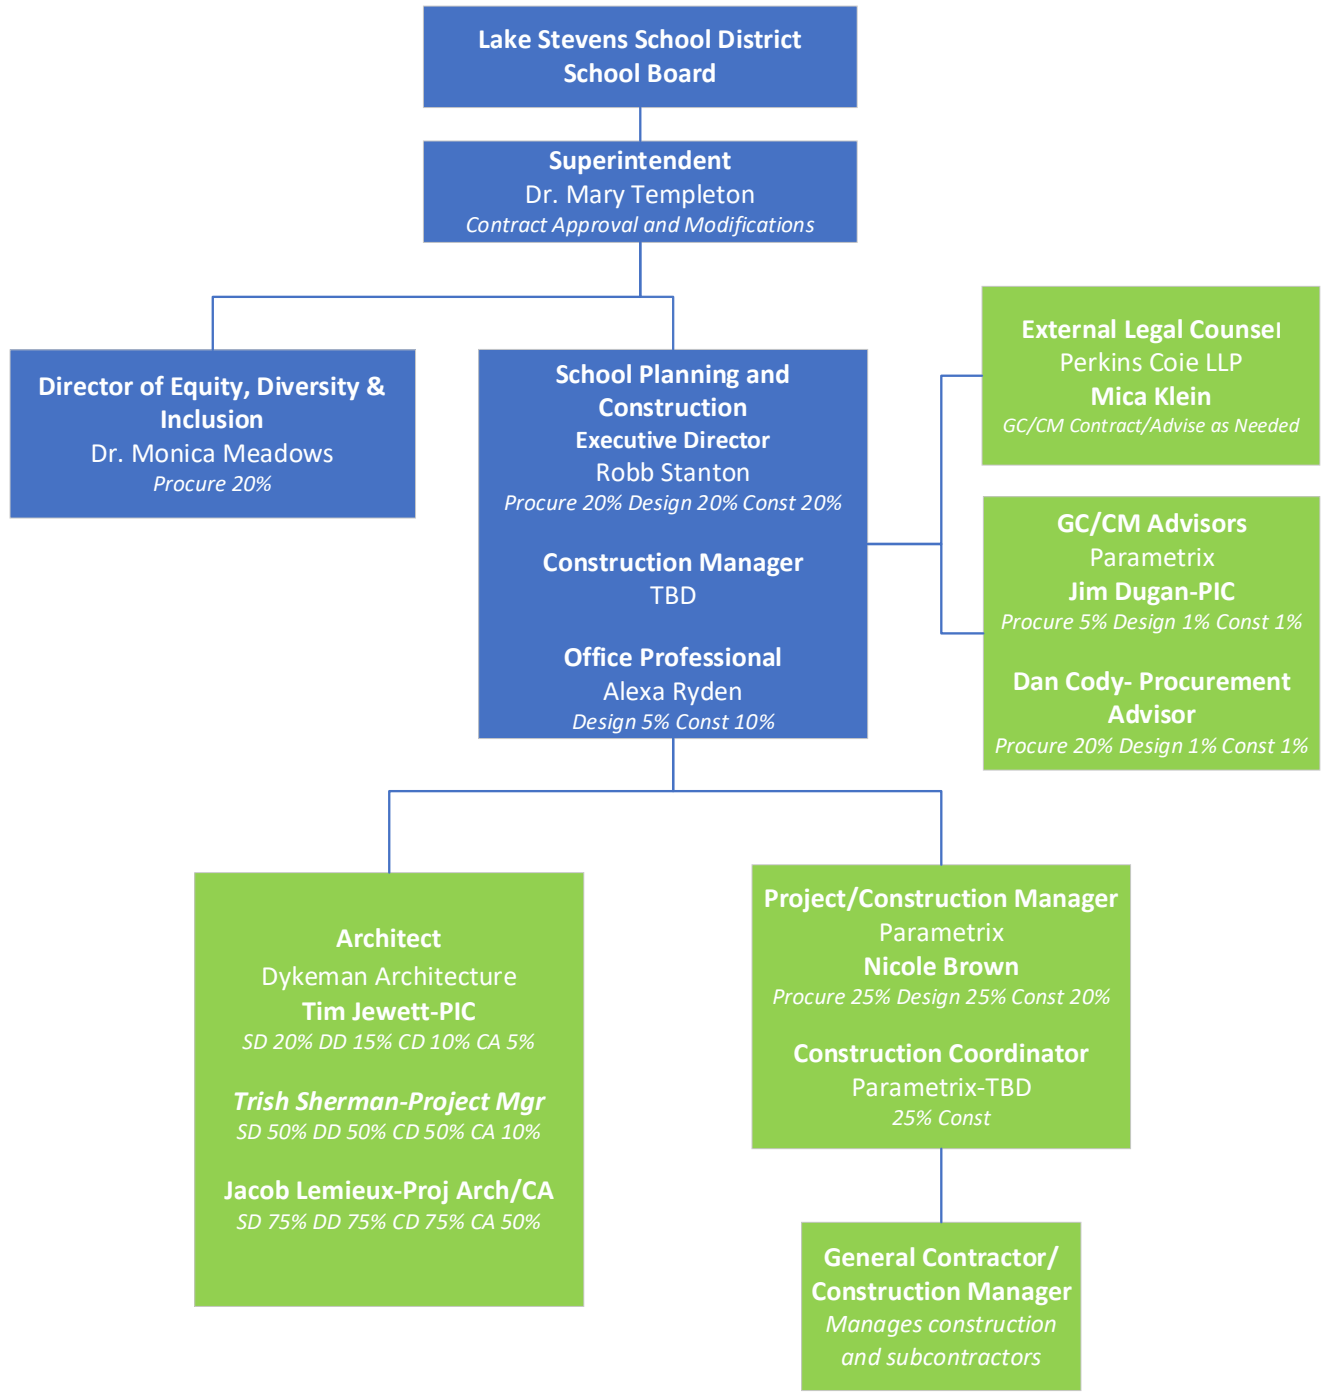 Lake Stevens School District
School Board
Superintendent
Dr. Mary Templeton
Contract Approval and Modifications
Director of Equity, Diversity &
Inclusion
Dr. Monica Meadows
Procure 20%
School Planning and
Construction
Executive Director
Robb Stanton
Procure 20% Design 20% Const 20%
Construction Manager
TBD
Office Professional
Alexa Ryden
Design 5% Const 10%
External Legal Counsel
Perkins Coie LLP
Mica Klein
GC/CM Contract/Advise as Needed
GC/CM Advisors
Parametrix
Jim Dugan-PIC
Procure 5% Design 1% Const 1%
Dan Cody- Procurement
Advisor
Procure 20% Design 1% Const 1%
Architect
Dykeman Architecture
Tim Jewett-PIC
SD 20% DD 15% CD 10% CA 5%
Trish Sherman-Project Mgr
SD 50% DD 50% CD 50% CA 10%
Jacob Lemieux-Proj Arch/CA
SD 75% DD 75% CD 75% CA 50%
Project/Construction Manager
Parametrix
Nicole Brown
Procure 25% Design 25% Const 20%
Construction Coordinator
Parametrix-TBD
25% Const
General Contractor/
Construction Manager
Manages construction
and subcontractors